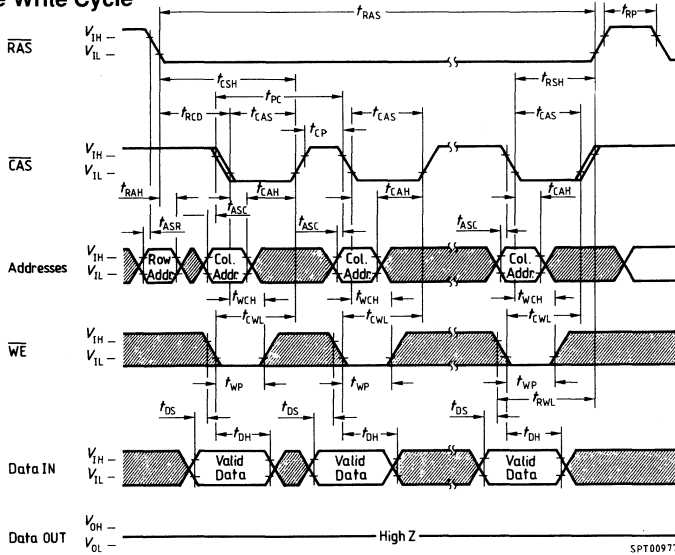 e Write Cycle
tRAS
tRP
RAS
VIH
VIL
tCSH
tPC
tRSH
tRCD
tCAS
tCAS
tCAS
tCP
CAS
VIH
VIL
tRAH
tCAH
tCAH
tCAH
tASR
tASC
tASC
tASC
Addresses
VIH
VIL
Row Addr
Col. Addr.
Col. Addr.
Col. Addr.
tWCH
tWCH
tWCH
tCWL
tCWL
tCWL
WE
VIH
VIL
tWP
tWP
tWP
tRWL
tDS
tDS
tDS
tDH
tDH
tDH
Data IN
VIH
VIL
Valid Data
Valid Data
Valid Data
Data OUT
VOH
VOL
High Z
SPT0097